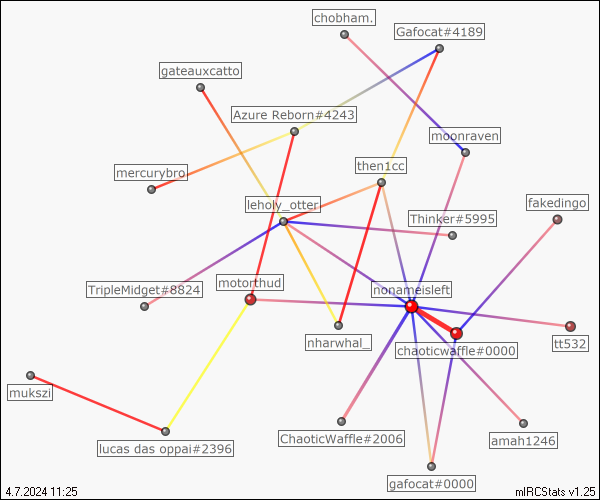 chobham.
Gafocat#4189
gateauxcatto
Azure Reborn#4243
moonraven
then1cc
mercurybro
fakedingo
leholy_otter
Thinker#5995
motorthud
TripleMidget#8824
nonameisleft
nharwhal_
chaoticwaffle#0000
tt532
mukszi
ChaoticWaffle#2006
amah1246
lucas das oppai#2396
gafocat#0000
4.7.2024 11:25
mIRCStats v1.25